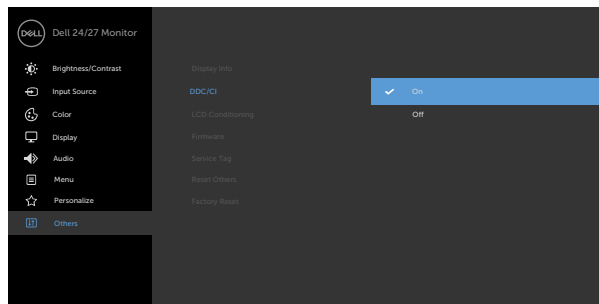 DELL Dell 24/27 Monitor
Brightness/Contrast Display Info
Input Source DDC/CI On
Color LCD Conditioning Off
Display Firmware
Audio Service Tag
Menu Reset Others
Personalize Factory Reset
Others